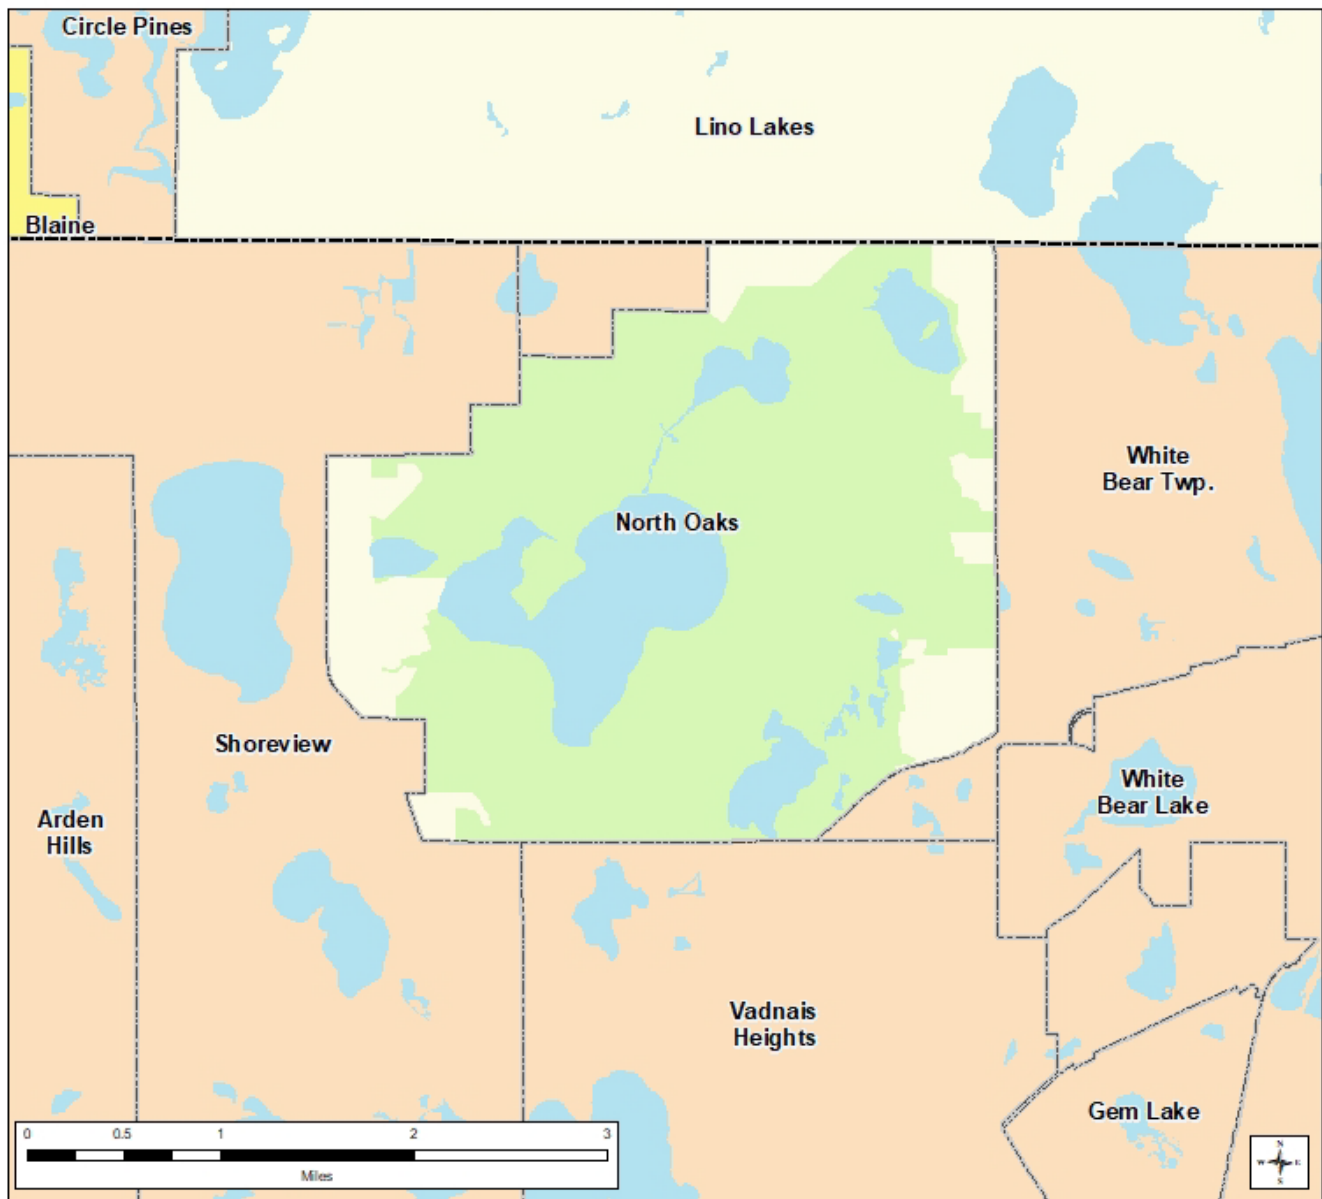 Circle Pines
Lino Lakes
Blaine
White
Bear Twp.
North Oaks
Shoreview
White
Bear Lake
Arden
Hills
Vadnais
Heights
Gem Lake
0 0.5 1 2 3
Miles
N
W E
S